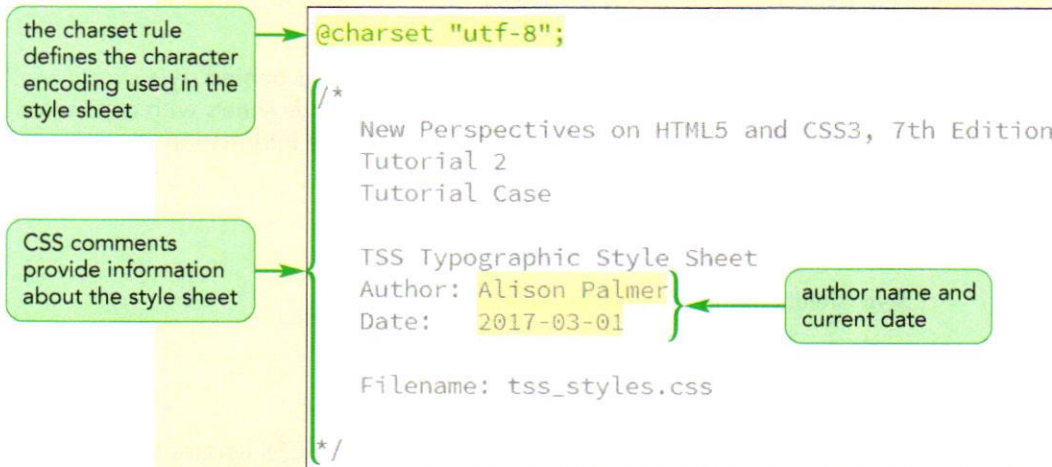 the charset rule
defines the character
encoding used in the
style sheet
@charset "utf-8";
/*
New Perspectives on HTML5 and CSS3, 7th Edition
Tutorial 2
Tutorial Case
CSS comments
provide information
about the style sheet
TSS Typographic Style Sheet
Author: Alison Palmer
Date: 2017-03-01
author name and
current date
Filename: tss_styles.css
*/